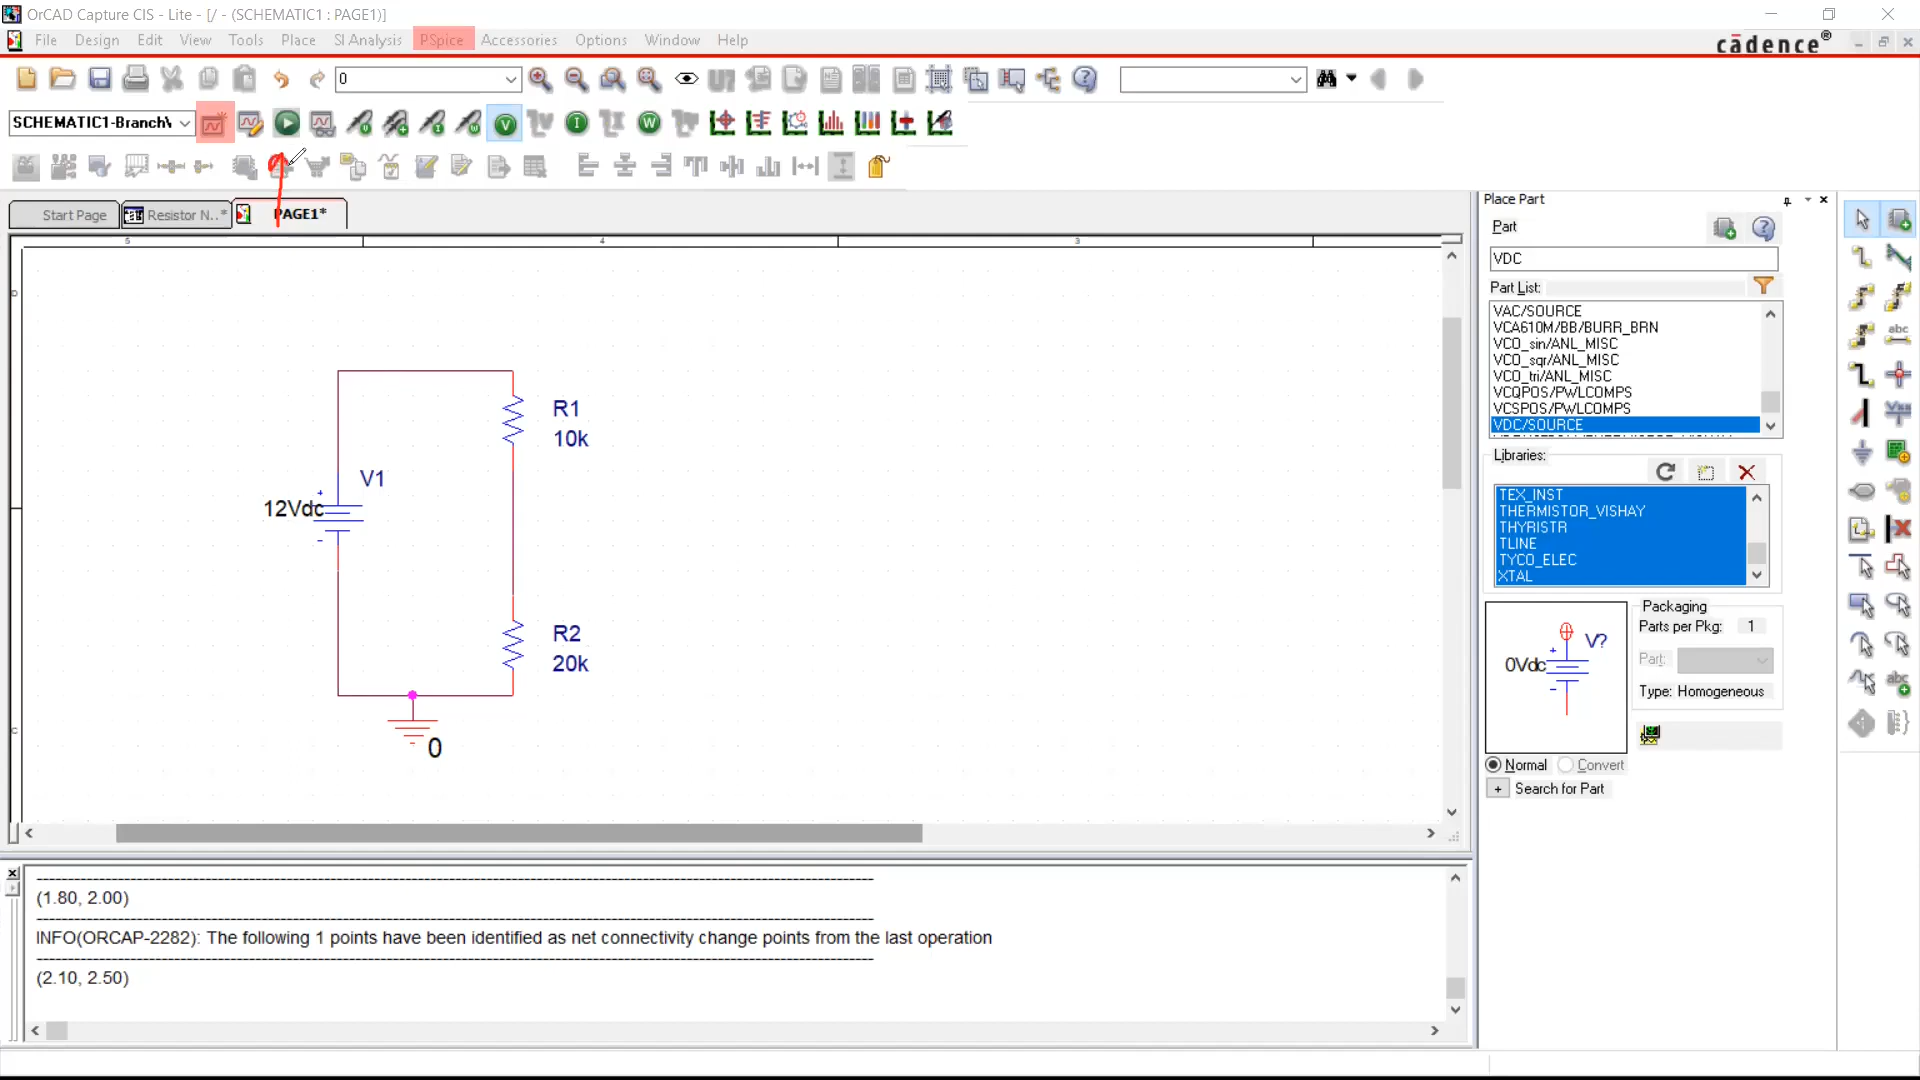 OrCAD Capture CIS - Lite - [/ - (SCHEMATIC1 : PAGE1)]
File Design Edit View Tools Place SI Analysis PSpice Accessories Options Window Help
cādence®
0
SCHEMATIC1-BranchV
V I W
Start Page Resistor N..* PAGE1*
5 4 3
D
C
R1
10k
V1
12Vdc
+
-
R2
20k
0
Place Part
Part
VDC
Part List:
VAC/SOURCE
VCA610M/BB/BURR_BRN
VCO_sin/ANL_MISC
VCO_sqr/ANL_MISC
VCO_tri/ANL_MISC
VCQPOS/PWLCOMPS
VCSPOS/PWLCOMPS
VDC/SOURCE
Libraries:
TEX_INST
THERMISTOR_VISHAY
THYRISTR
TLINE
TYCO_ELEC
XTAL
V?
0Vdc
+
-
Packaging
Parts per Pkg: 1
Part:
Type: Homogeneous
Normal Convert
+ Search for Part
(1.80, 2.00)
INFO(ORCAP-2282): The following 1 points have been identified as net connectivity change points from the last operation
(2.10, 2.50)